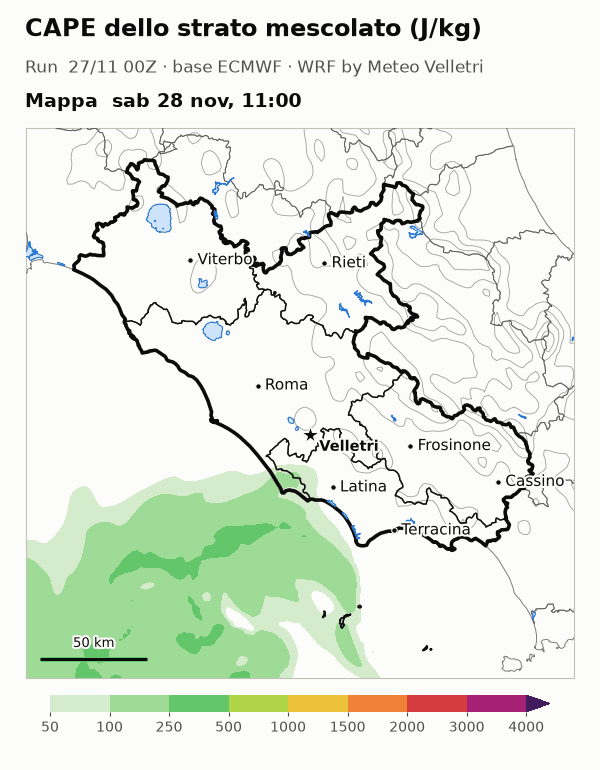 CAPE dello strato mescolato (J/kg)
Run  27/11 00Z · base ECMWF · WRF by Meteo Velletri
Mappa  sab 28 nov, 11:00
Viterbo
Rieti
Roma
Velletri
Frosinone
Latina
Cassino
Terracina
50 km
50 100 250 500 1000 1500 2000 3000 4000